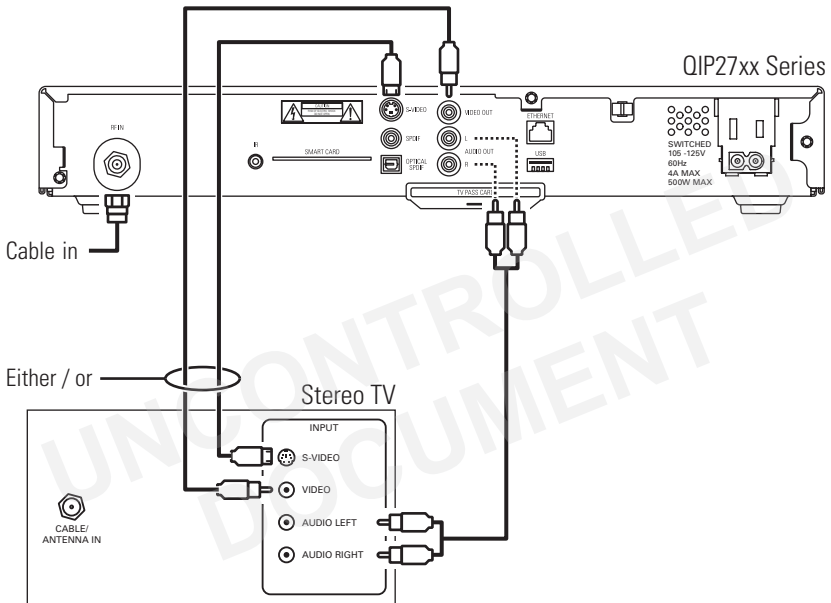 QIP27xx Series
CAUTION
S-VIDEO
VIDEO OUT
ETHERNET
RF IN
SPDIF
L
IR
SMART CARD
AUDIO OUT
USB
OPTICAL
SPDIF
R
SWITCHED
105 -125V
60Hz
4A MAX
500W MAX
TV PASS CARD
Cable in
Either / or
Stereo TV
INPUT
S-VIDEO
VIDEO
CABLE/
ANTENNA IN
AUDIO LEFT
AUDIO RIGHT
UNCONTROLLED
DOCUMENT